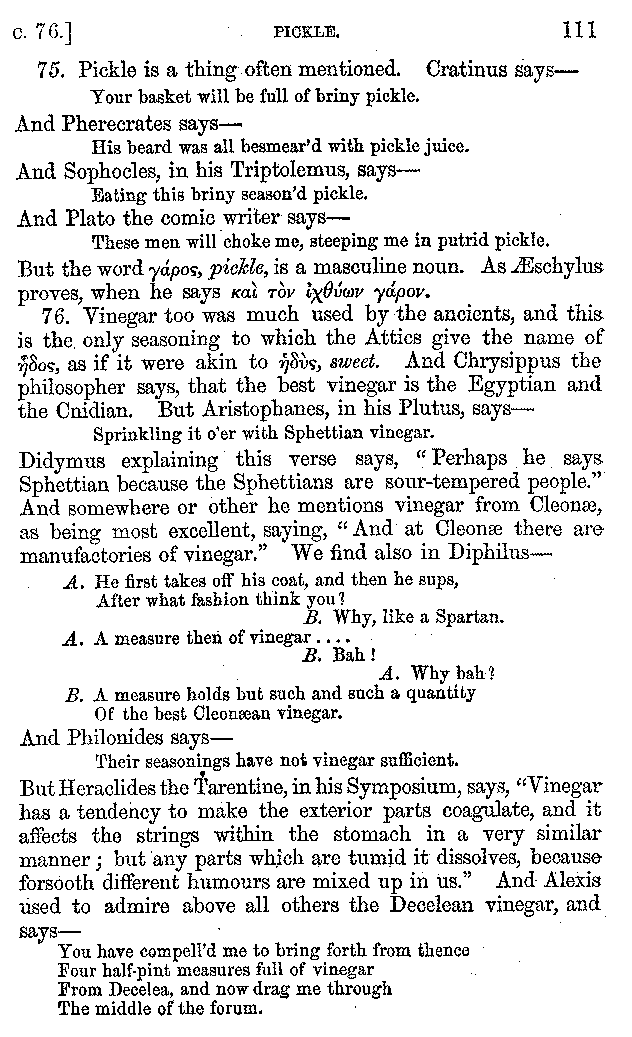 c. 76.] PICKLE. 111
75. Pickle is a thing often mentioned. Cratinus says—
Your basket will be full of briny pickle.
And Pherecrates says—
His beard was all besmear'd with pickle juice.
And Sophocles, in his Triptolemus, says—
Eating this briny season'd pickle.
And Plato the comic writer says—
These men will choke me, steeping me in putrid pickle.
But the word γάρος, pickle, is a masculine noun. As Æschylus
proves, when he says καὶ τὸν ἰχθύων γάρον.
76. Vinegar too was much used by the ancients, and this
is the only seasoning to which the Attics give the name of
ἦδος, as if it were akin to ἡδὺς, sweet. And Chrysippus the
philosopher says, that the best vinegar is the Egyptian and
the Cnidian. But Aristophanes, in his Plutus, says—
Sprinkling it o'er with Sphettian vinegar.
Didymus explaining this verse says, "Perhaps he says
Sphettian because the Sphettians are sour-tempered people."
And somewhere or other he mentions vinegar from Cleonæ,
as being most excellent, saying, "And at Cleonæ there are
manufactories of vinegar." We find also in Diphilus—
A. He first takes off his coat, and then he sups,
After what fashion think you?
B. Why, like a Spartan.
A. A measure then of vinegar . . . .
B. Bah!
A. Why bah?
B. A measure holds but such and such a quantity
Of the best Cleonæan vinegar.
And Philonides says—
Their seasonings have not vinegar sufficient.
But Heraclides the Tarentine, in his Symposium, says, "Vinegar
has a tendency to make the exterior parts coagulate, and it
affects the strings within the stomach in a very similar
manner; but any parts which are tumid it dissolves, because
forsooth different humours are mixed up in us." And Alexis
used to admire above all others the Decelean vinegar, and
says—
You have compell'd me to bring forth from thence
Four half-pint measures full of vinegar
From Decelea, and now drag me through
The middle of the forum.